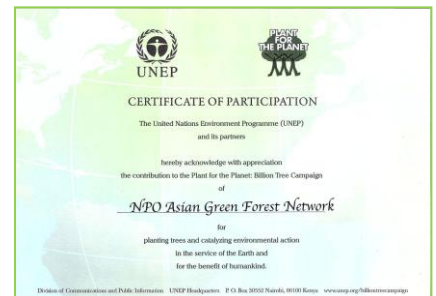 UNEP
PLANT
FOR
THE PLANET
CERTIFICATE OF PARTICIPATION
The United Nations Environment Programme (UNEP)
and its partners
hereby acknowledge with appreciation
the contribution to the Plant for the Planet: Billion Tree Campaign
of
NPO Asian Green Forest Network
for
planting trees and catalyzing environmental action
in the service of the Earth and
for the benefit of humankind.
Division of Communications and Public Information UNEP Headquarters P.O. Box 30552 Nairobi, 00100 Kenya www.unep.org/billiontreecampaign